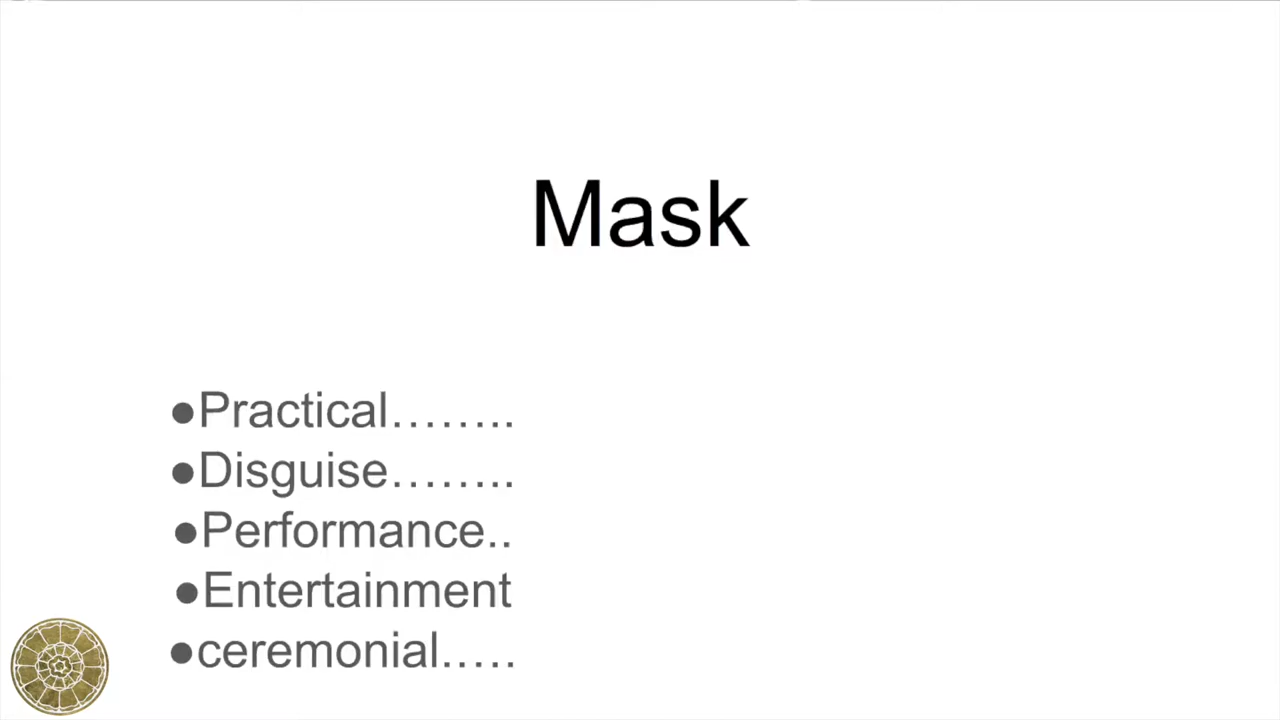 Mask
●Practical……..
●Disguise……..
●Performance..
●Entertainment
●ceremonial.….